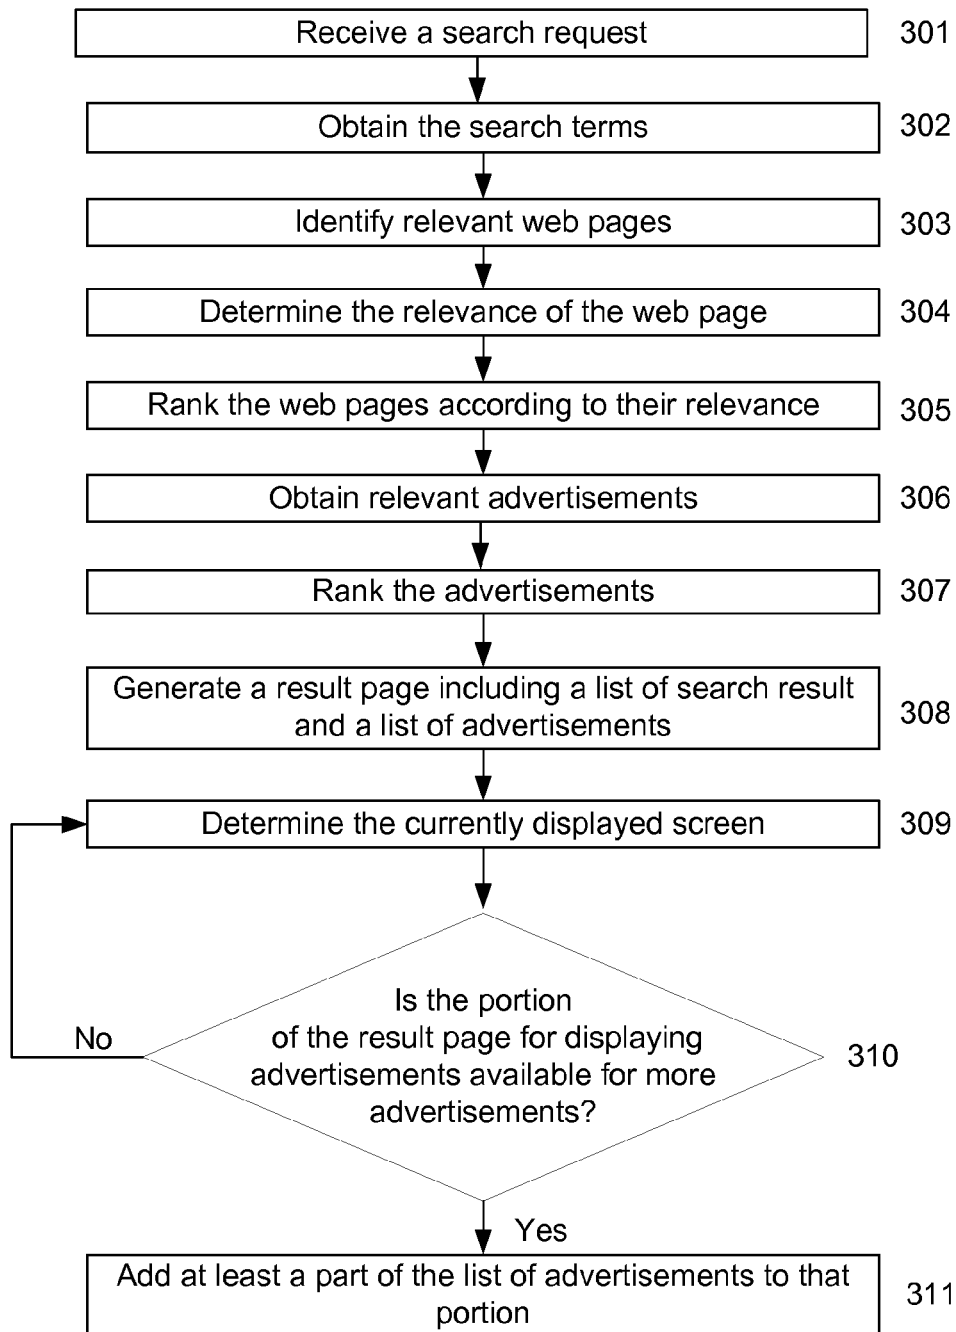 Receive a search request
301
Obtain the search terms
302
Identify relevant web pages
303
Determine the relevance of the web page
304
Rank the web pages according to their relevance
305
Obtain relevant advertisements
306
Rank the advertisements
307
Generate a result page including a list of search result
and a list of advertisements
308
Determine the currently displayed screen
309
Is the portion
of the result page for displaying
advertisements available for more
advertisements?
310
No
Yes
Add at least a part of the list of advertisements to that
portion
311